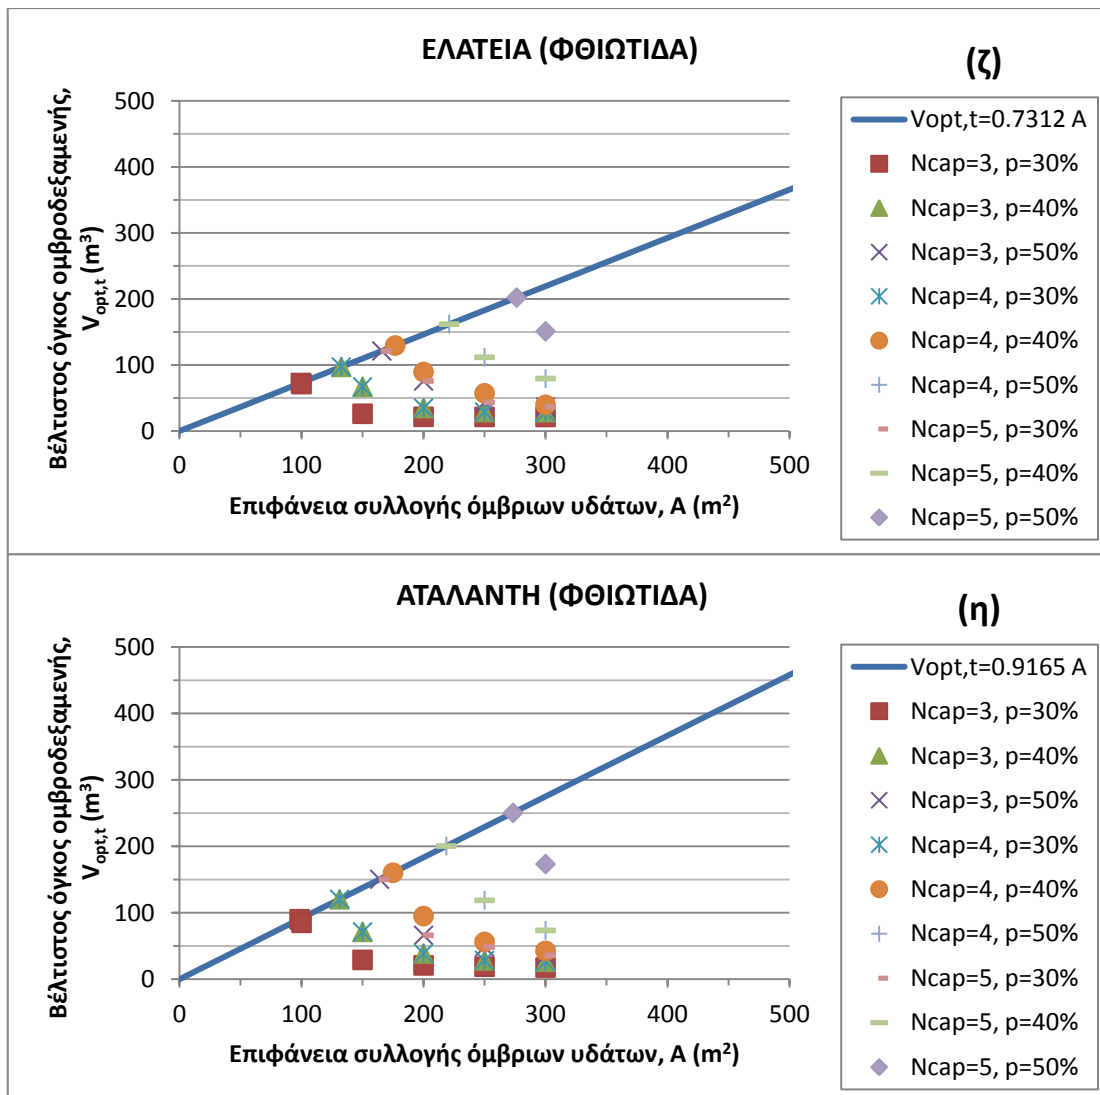 ΕΛΑΤΕΙΑ (ΦΘΙΩΤΙΔΑ)
(ζ)
Βέλτιστος όγκος ομβροδεξαμενής,
Vopt,t (m³)
500
400
300
200
100
0
0 100 200 300 400 500
Επιφάνεια συλλογής όμβριων υδάτων, Α (m²)
Vopt,t=0.7312 A
Ncap=3, p=30%
Ncap=3, p=40%
Ncap=3, p=50%
Ncap=4, p=30%
Ncap=4, p=40%
Ncap=4, p=50%
Ncap=5, p=30%
Ncap=5, p=40%
Ncap=5, p=50%
ΑΤΑΛΑΝΤΗ (ΦΘΙΩΤΙΔΑ)
(η)
Βέλτιστος όγκος ομβροδεξαμενής,
Vopt,t (m³)
500
400
300
200
100
0
0 100 200 300 400 500
Επιφάνεια συλλογής όμβριων υδάτων, Α (m²)
Vopt,t=0.9165 A
Ncap=3, p=30%
Ncap=3, p=40%
Ncap=3, p=50%
Ncap=4, p=30%
Ncap=4, p=40%
Ncap=4, p=50%
Ncap=5, p=30%
Ncap=5, p=40%
Ncap=5, p=50%